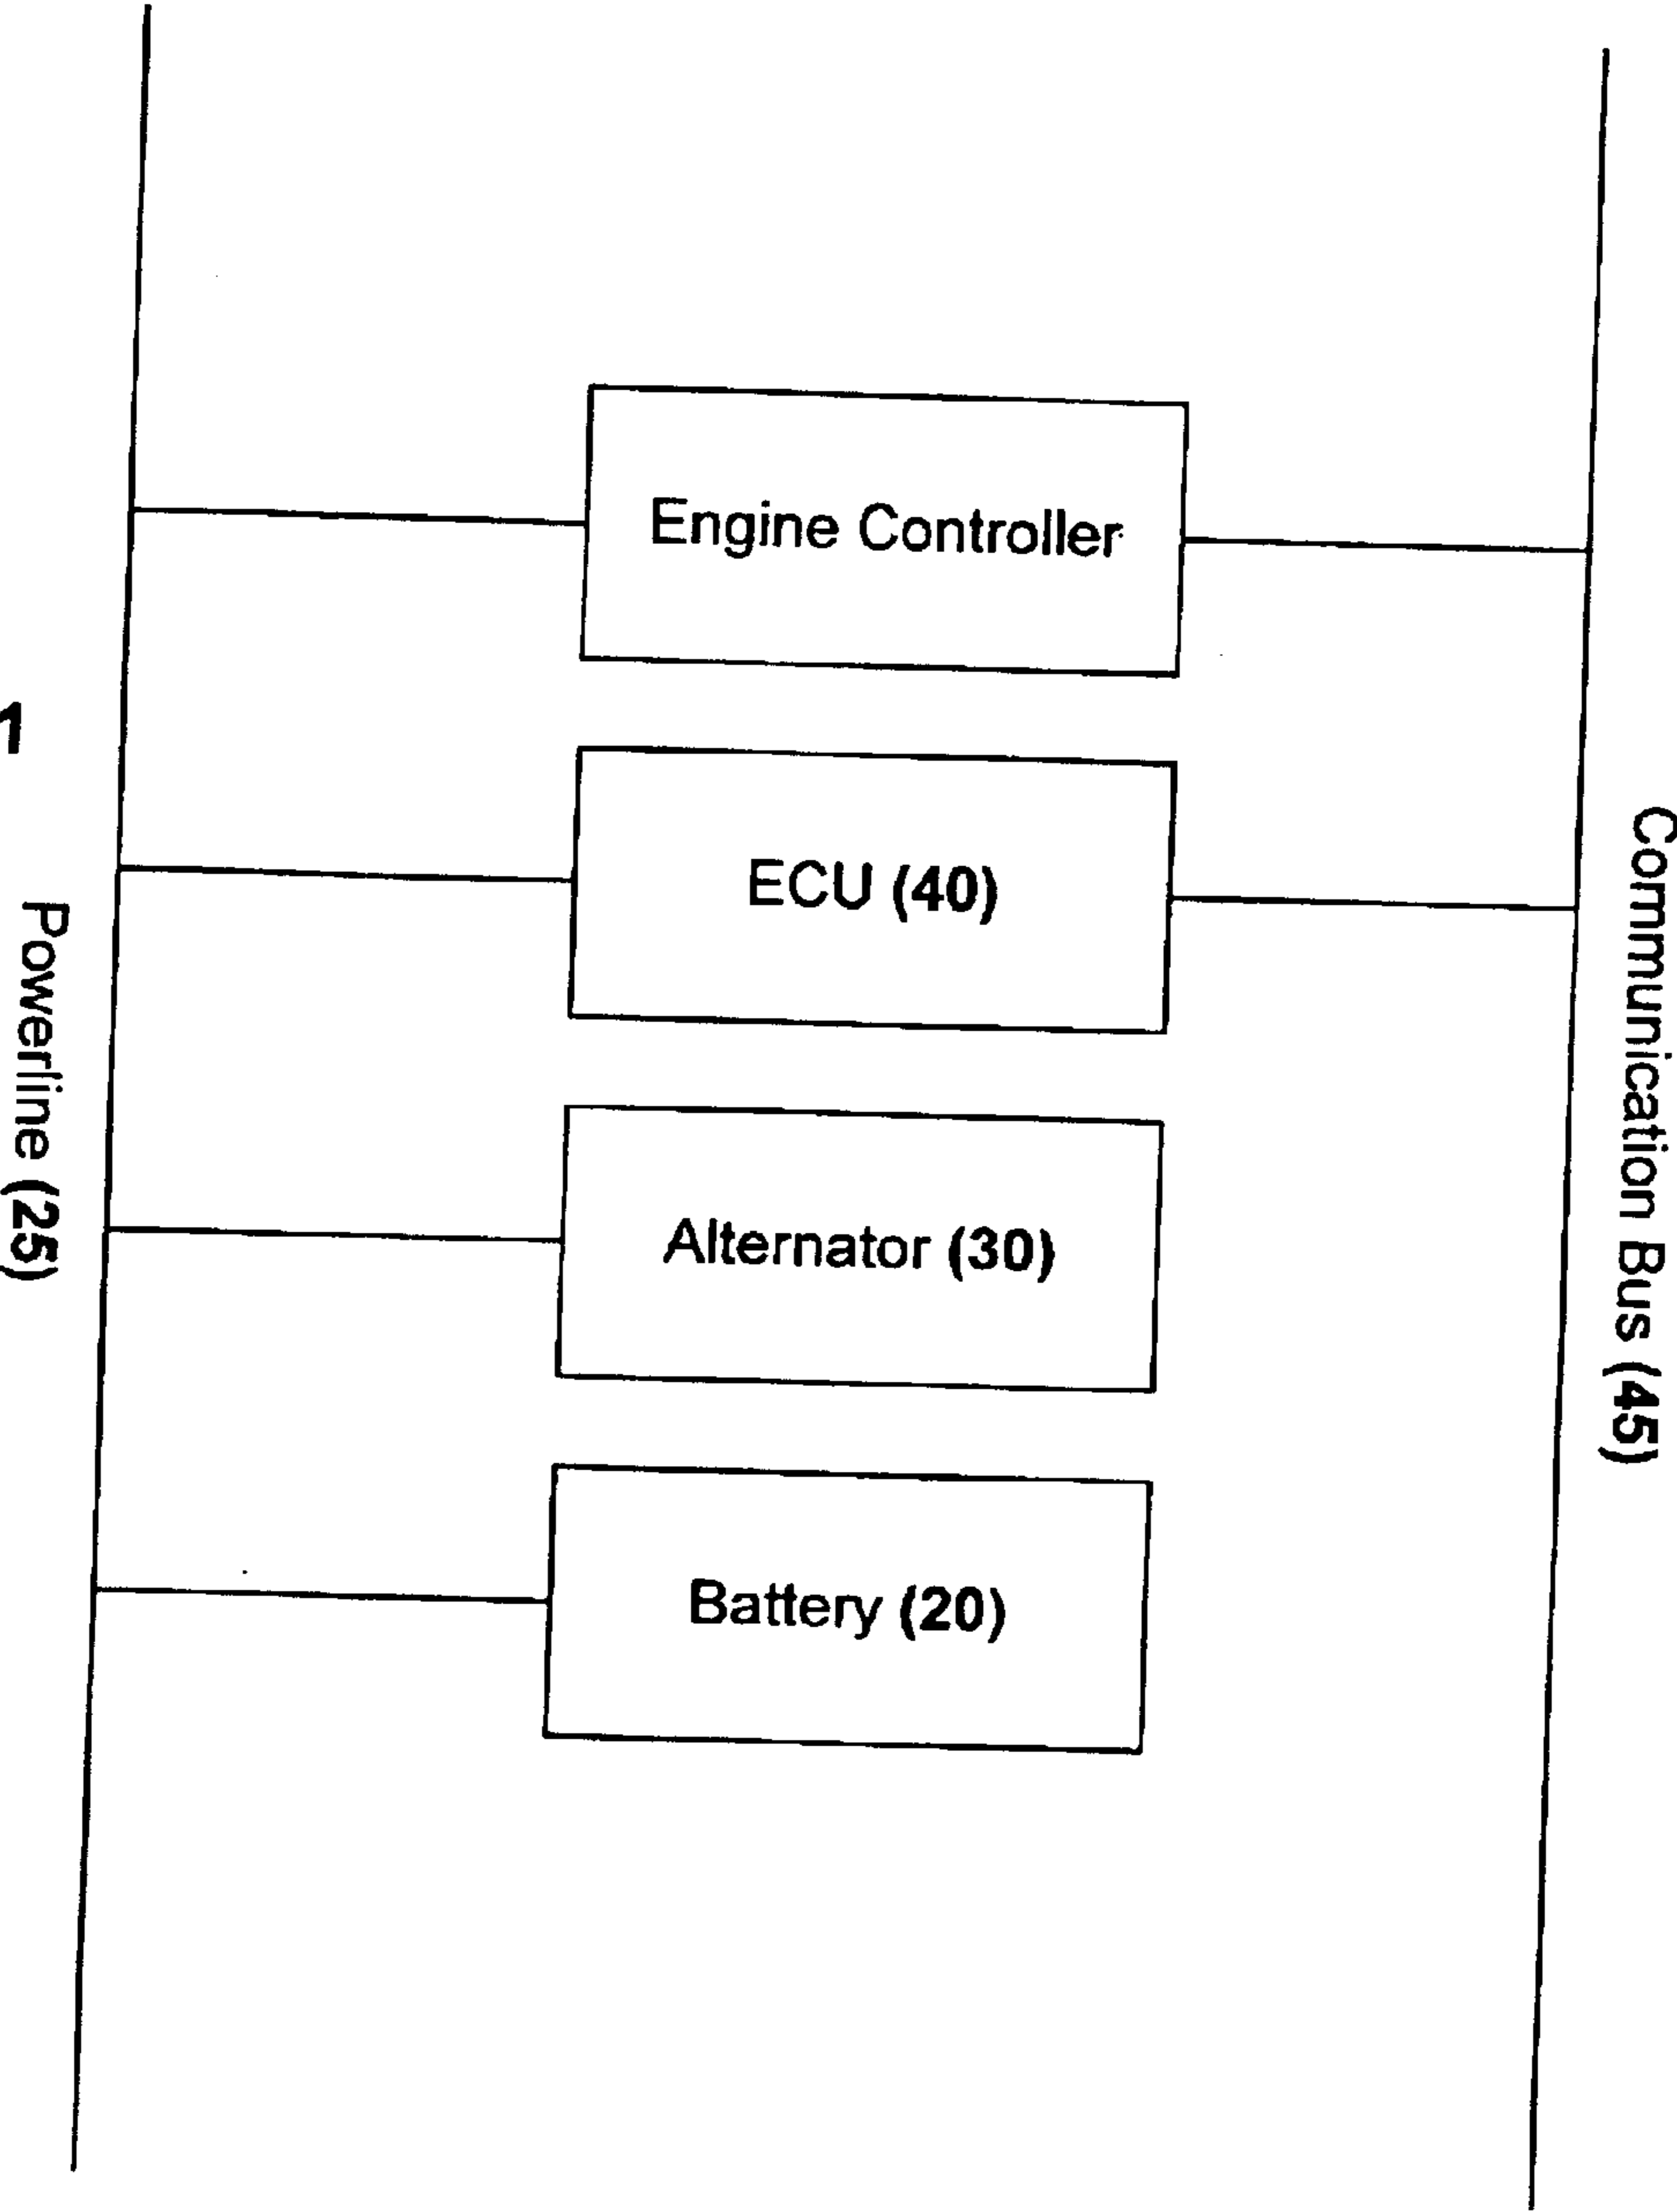 Engine Controller
ECU (40)
Alternator (30)
Battery (20)
Communication Bus (45)
Powerline (25)
1